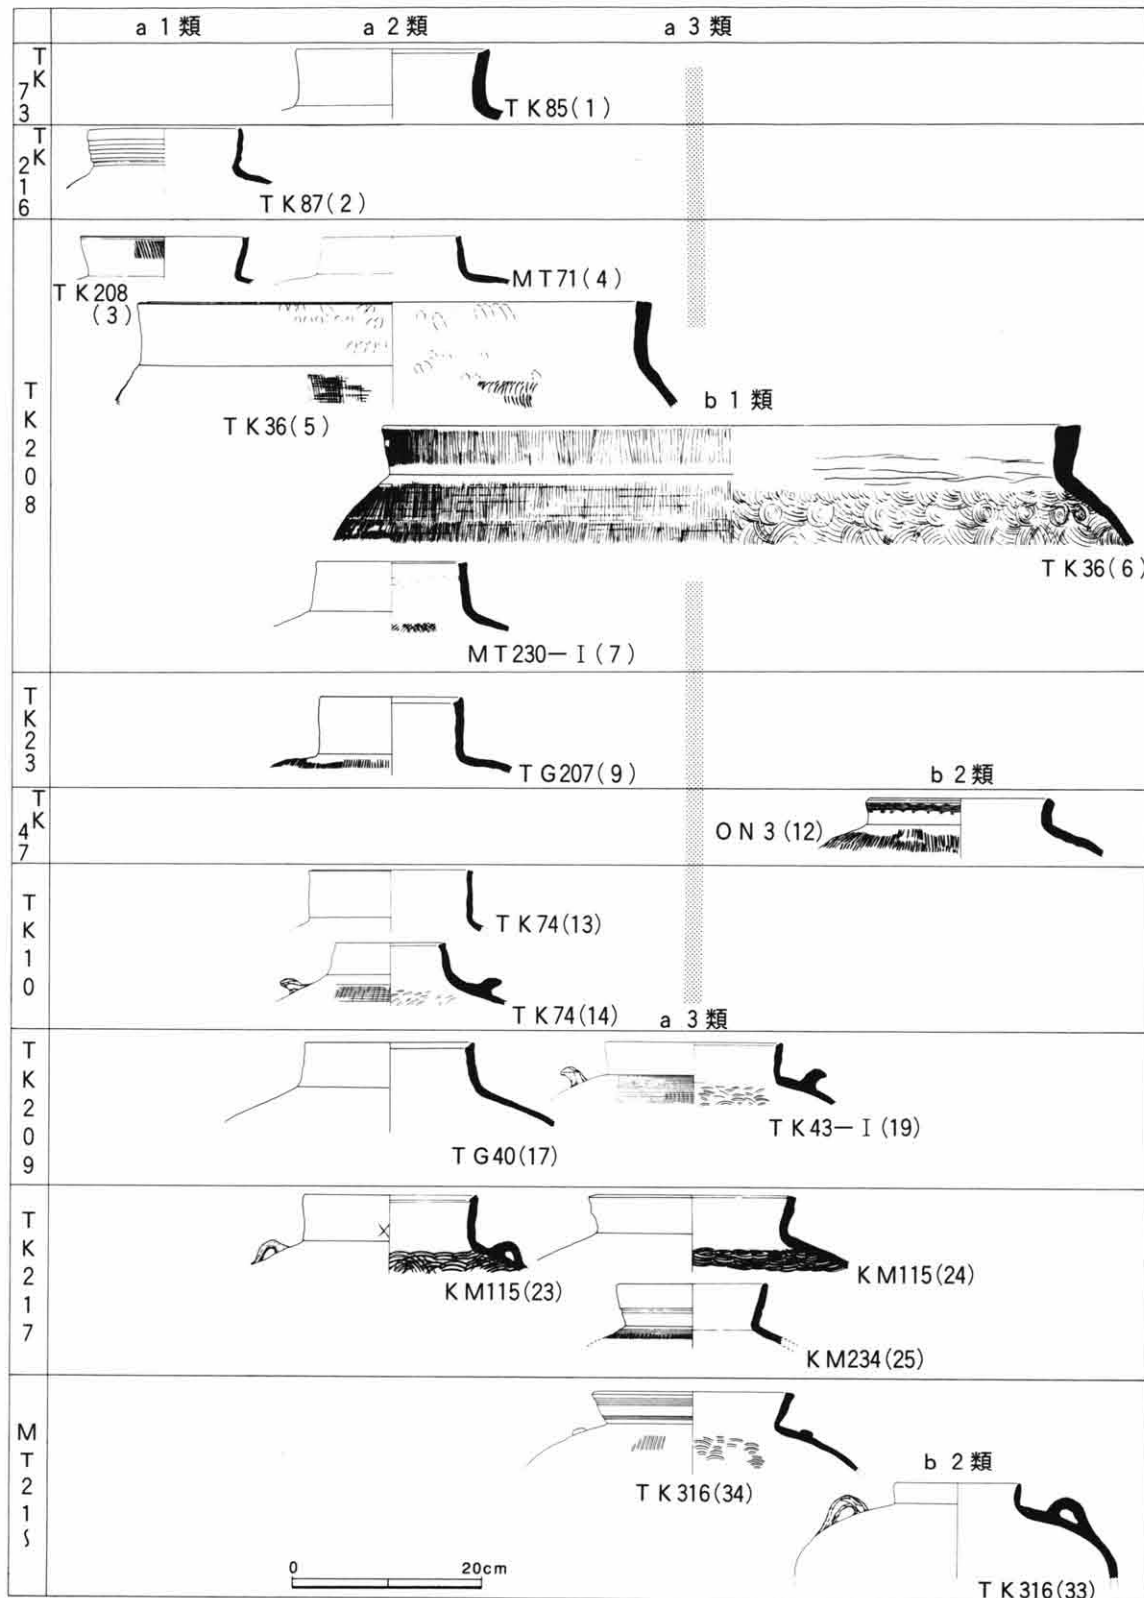 a 1 類 a 2 類 a 3 類
TK73
TK85(1)
TK216
TK87(2)
TK208
TK208
(3)
MT71(4)
TK36(5)
b 1 類
TK36(6)
MT230－Ⅰ(7)
TK23
TG207(9)
TK47
b 2 類
ON3(12)
TK10
TK74(13)
TK74(14)
a 3 類
TK209
TG40(17)
TK43－Ⅰ(19)
TK217
×
KM115(23)
KM115(24)
KM234(25)
MT21〜
TK316(34)
b 2 類
TK316(33)
0 20cm